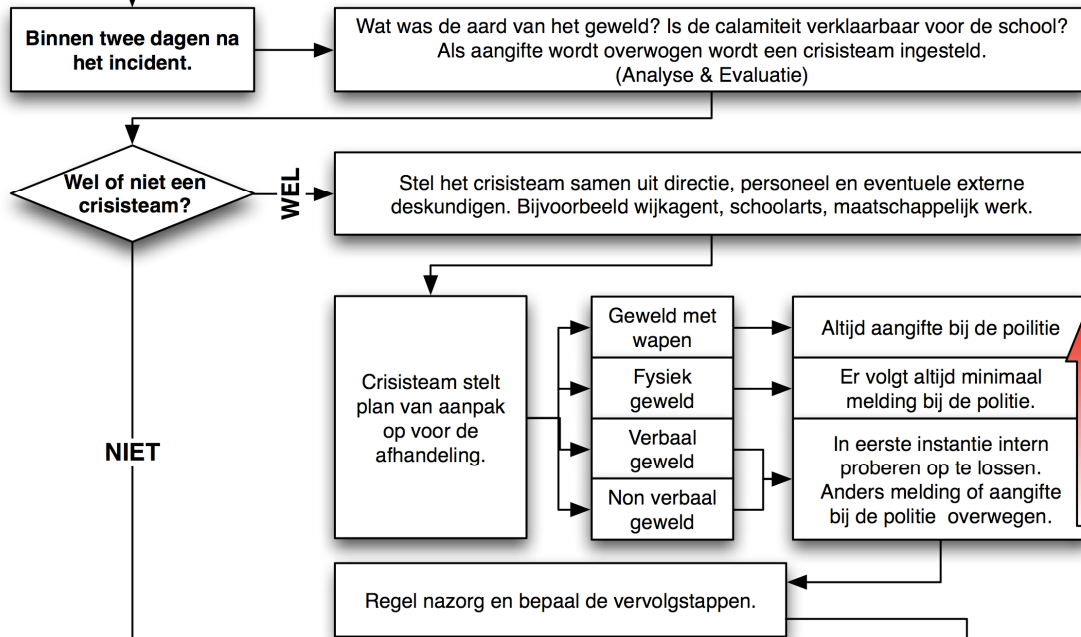 Binnen twee dagen na
het incident.
Wat was de aard van het geweld? Is de calamiteit verklaarbaar voor de school?
Als aangifte wordt overwogen wordt een crisisteam ingesteld.
(Analyse & Evaluatie)
Wel of niet een
crisisteam?
WEL
Stel het crisisteam samen uit directie, personeel en eventuele externe
deskundigen. Bijvoorbeeld wijkagent, schoolarts, maatschappelijk werk.
Crisisteam stelt
plan van aanpak
op voor de
afhandeling.
Geweld met
wapen
Altijd aangifte bij de poilitie
Fysiek
geweld
Er volgt altijd minimaal
melding bij de politie.
Verbaal
geweld
Non verbaal
geweld
In eerste instantie intern
proberen op te lossen.
Anders melding of aangifte
bij de politie overwegen.
NIET
Regel nazorg en bepaal de vervolgstappen.